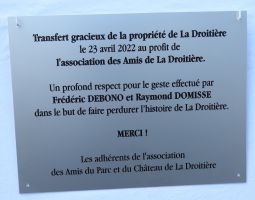 Transfert gracieux de la propriété de La Droitière
le 23 avril 2022 au profit de
l'association des Amis de La Droitière.
Un profond respect pour le geste effectué par
Frédéric DEBONO et Raymond DOMISSE
dans le but de faire perdurer l'histoire de La Droitière.
MERCI !
Les adhérents de l'association
des Amis du Parc et du Château de La Droitière